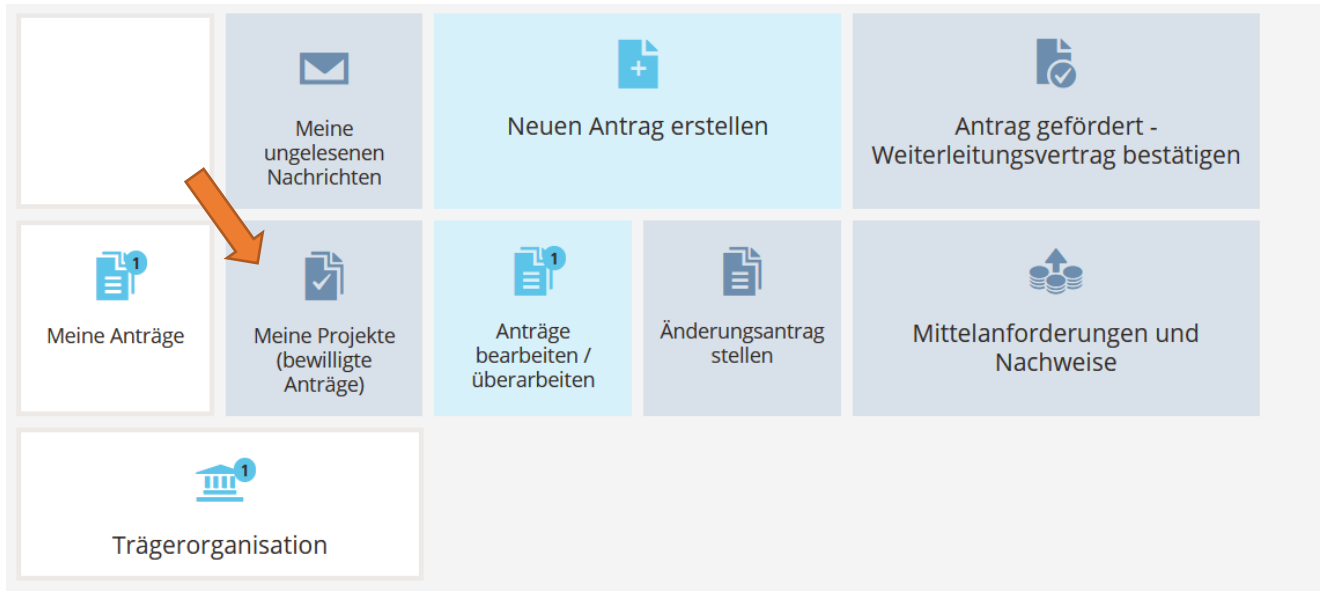 Meine
ungelesenen
Nachrichten
Neuen Antrag erstellen
Antrag gefördert -
Weiterleitungsvertrag bestätigen
1
Meine Anträge
Meine Projekte
(bewilligte
Anträge)
1
Anträge
bearbeiten /
überarbeiten
Änderungsantrag
stellen
Mittelanforderungen und
Nachweise
1
Trägerorganisation